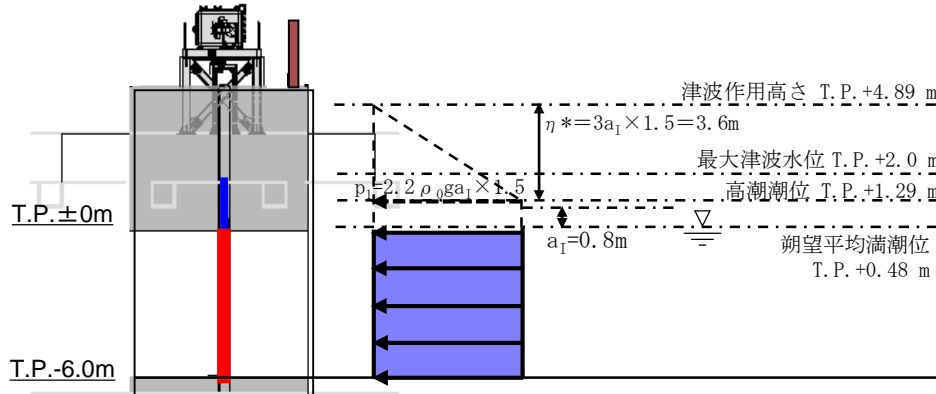 津波作用高さ T.P.+4.89 m
η*=3aI×1.5=3.6m
最大津波水位 T.P.+2.0 m
pI=2.2ρ0gaI×1.5
高潮潮位 T.P.+1.29 m
T.P.±0m
aI=0.8m
朔望平均満潮位
T.P.+0.48 m
T.P.-6.0m